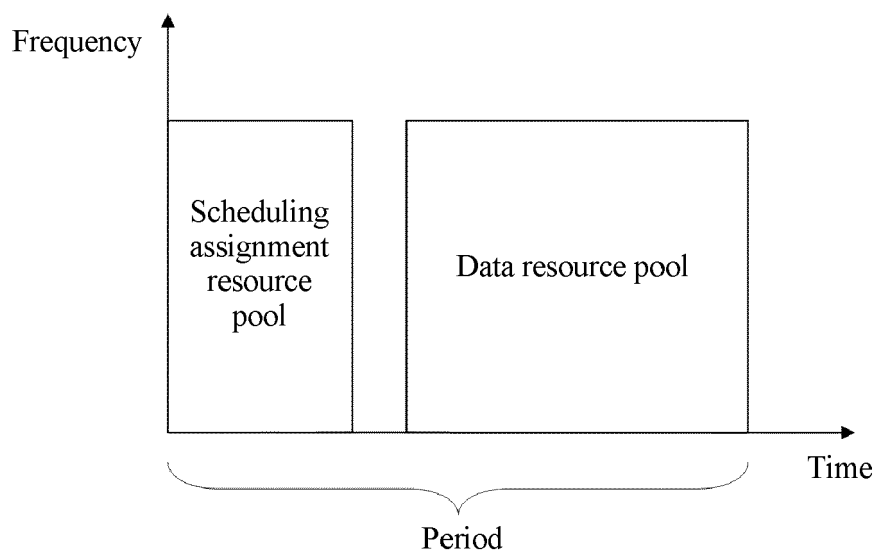 Frequency
Scheduling
assignment
resource
pool
Data resource pool
Time
Period